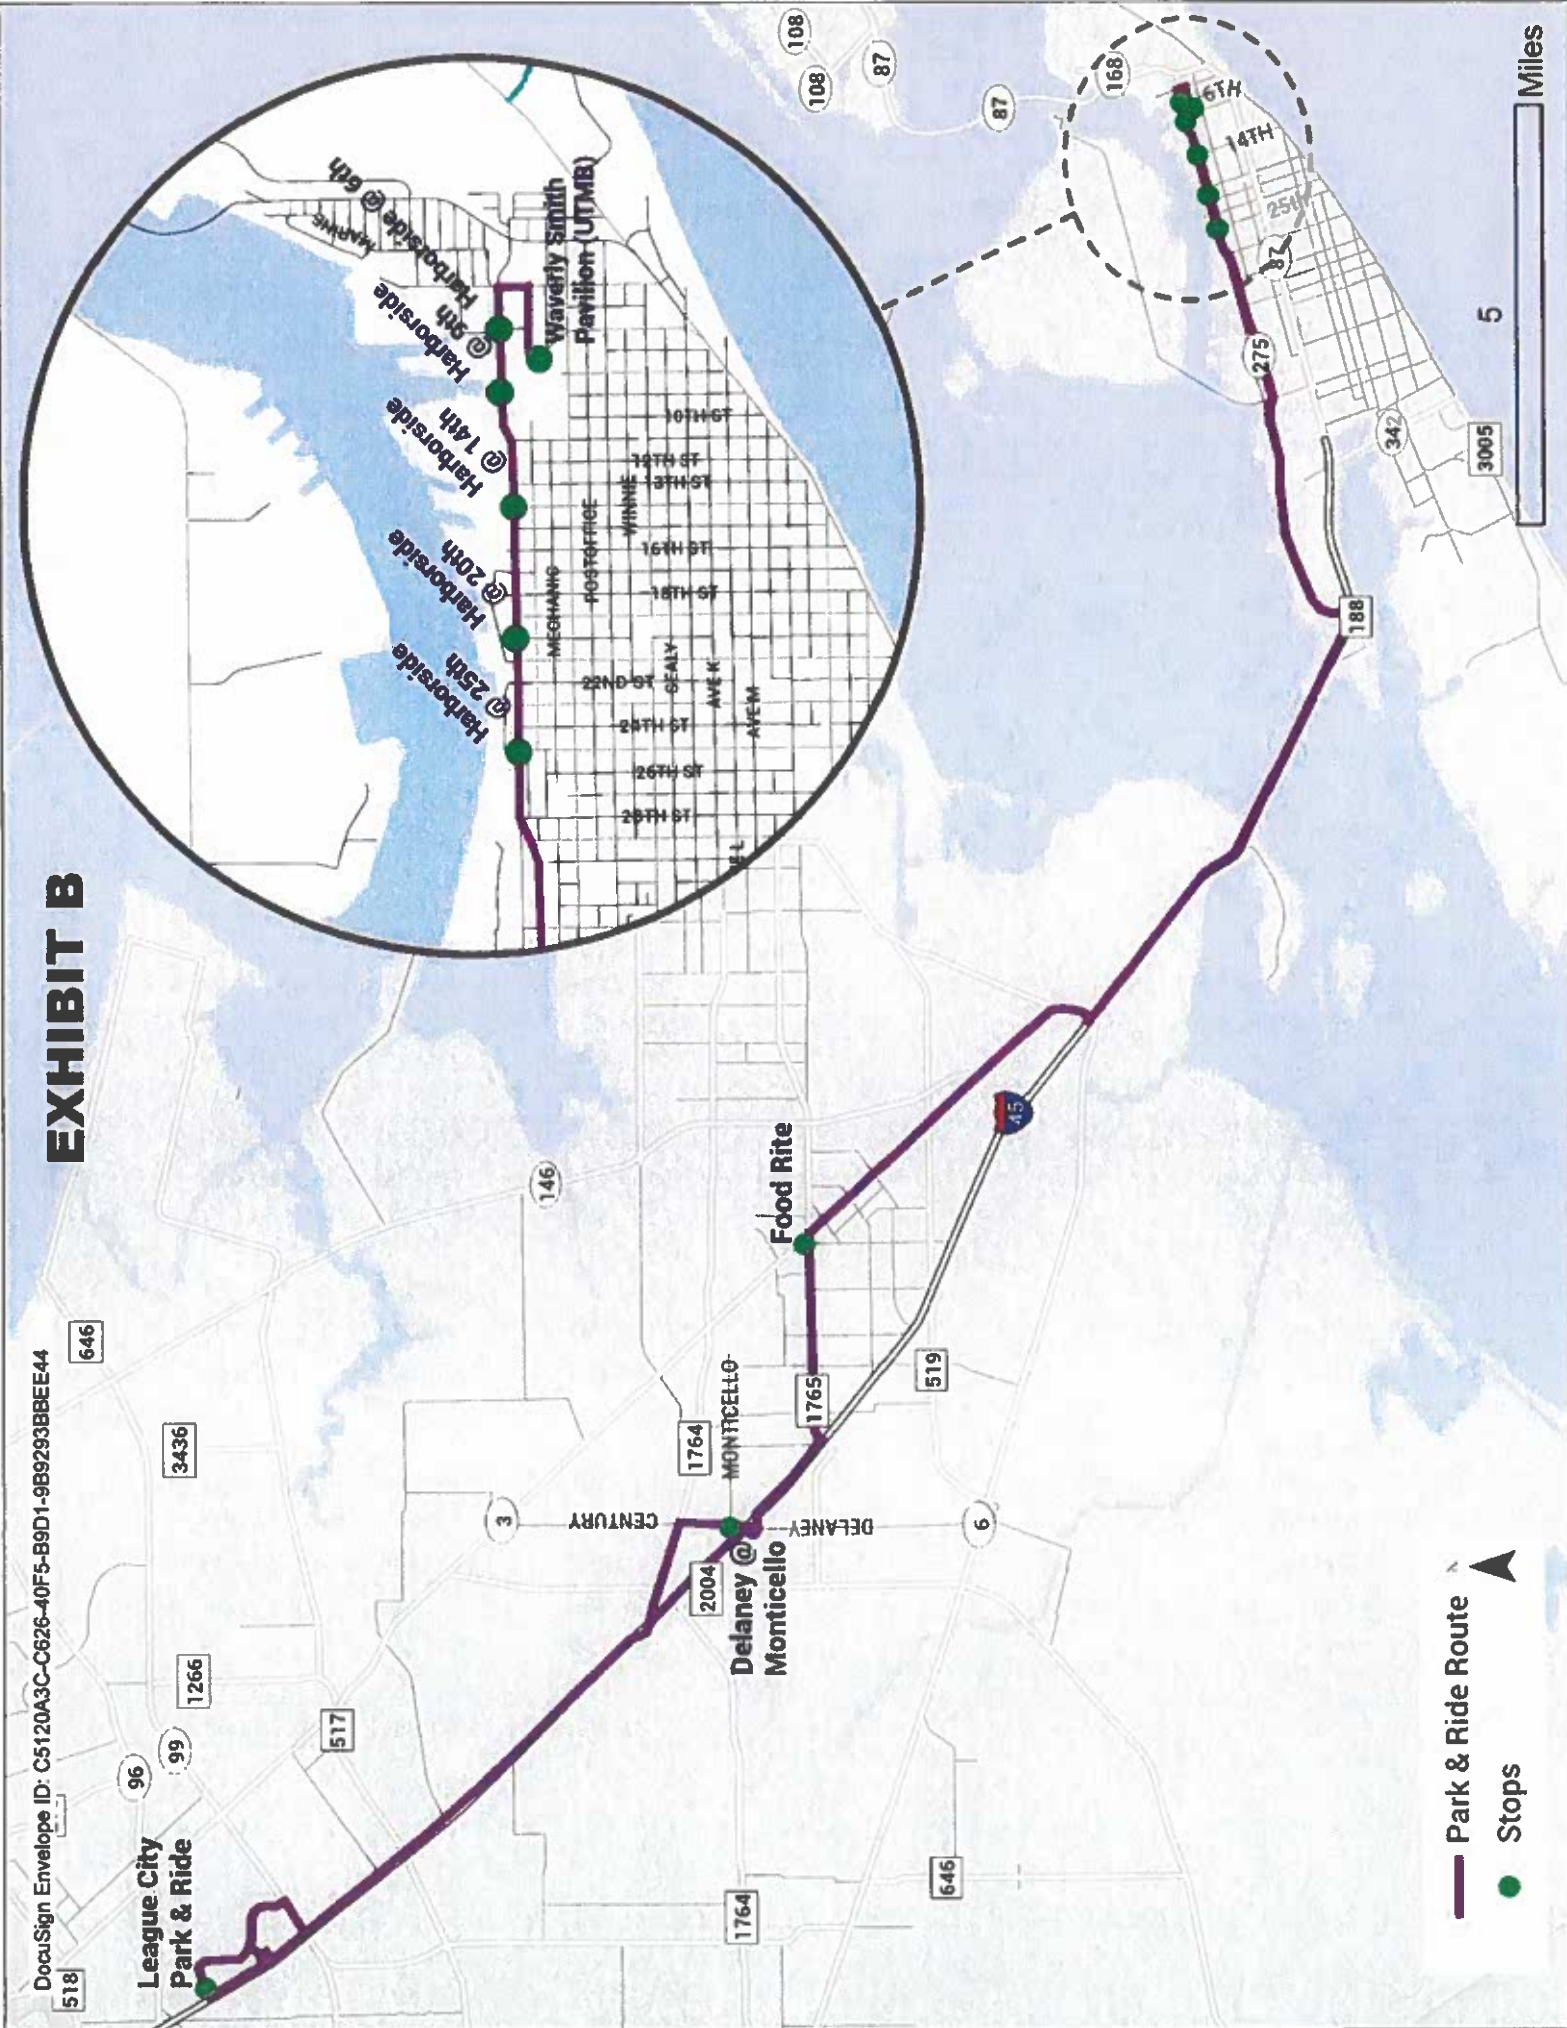 DocuSign Envelope ID: C5120A3C-C626-40F5-B9D1-9B9293BBEE44
EXHIBIT B
518
League City
Park & Ride
96
99
1266
517
3436
646
146
3
CENTURY
1764
MONTICELLO
2004
Delaney @
Monticello
DELANEY
1765
Food Rite
519
45
6
1764
646
188
275
342
3005
87
25th
14TH
6TH
168
87
87
108
108
Harborside
@ 25th
Harborside
@ 20th
Harborside
@ 14th
Harborside
@ 9th
Harborside @ 6th
MARINE
Waverly Smith
Pavilion (UTMB)
MECHANIC
POSTOFFICE
WINNIE
SEALY
AVE K
AVE M
10TH ST
12TH ST
13TH ST
16TH ST
18TH ST
22ND ST
24TH ST
26TH ST
28TH ST
Park & Ride Route
Stops
5
Miles